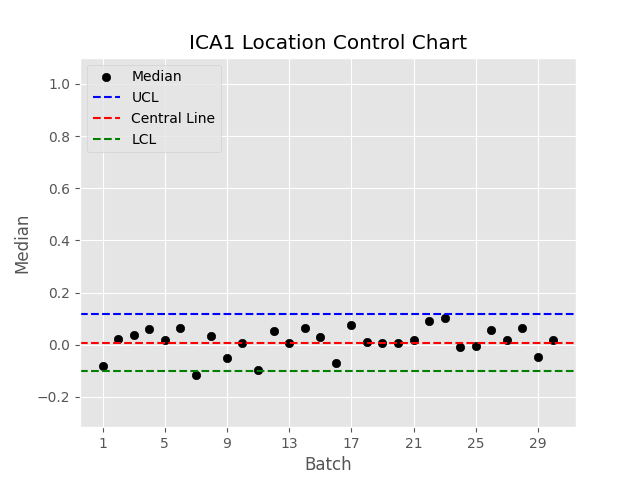 ICA1 Location Control Chart
Median
UCL
Central Line
LCL
1.0
0.8
0.6
0.4
0.2
0.0
−0.2
Median
1 5 9 13 17 21 25 29
Batch